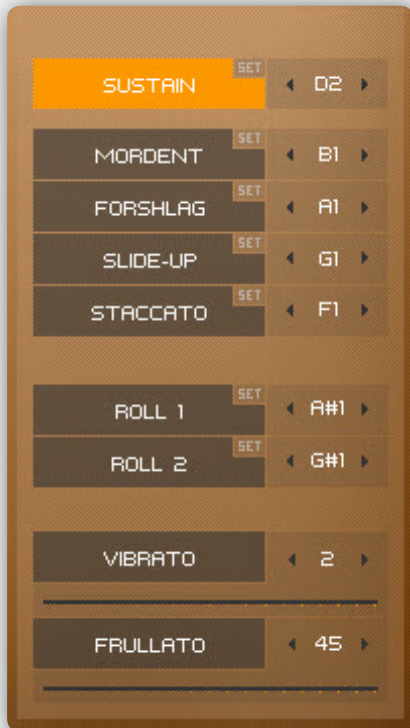 SET
SUSTAIN D2
SET
MORDENT B1
FORSHLAG A1
SET
SLIDE-UP G1
SET
STACCATO F1
SET
ROLL 1 A#1
SET
ROLL 2 G#1
VIBRATO 2
FRULLATO 45